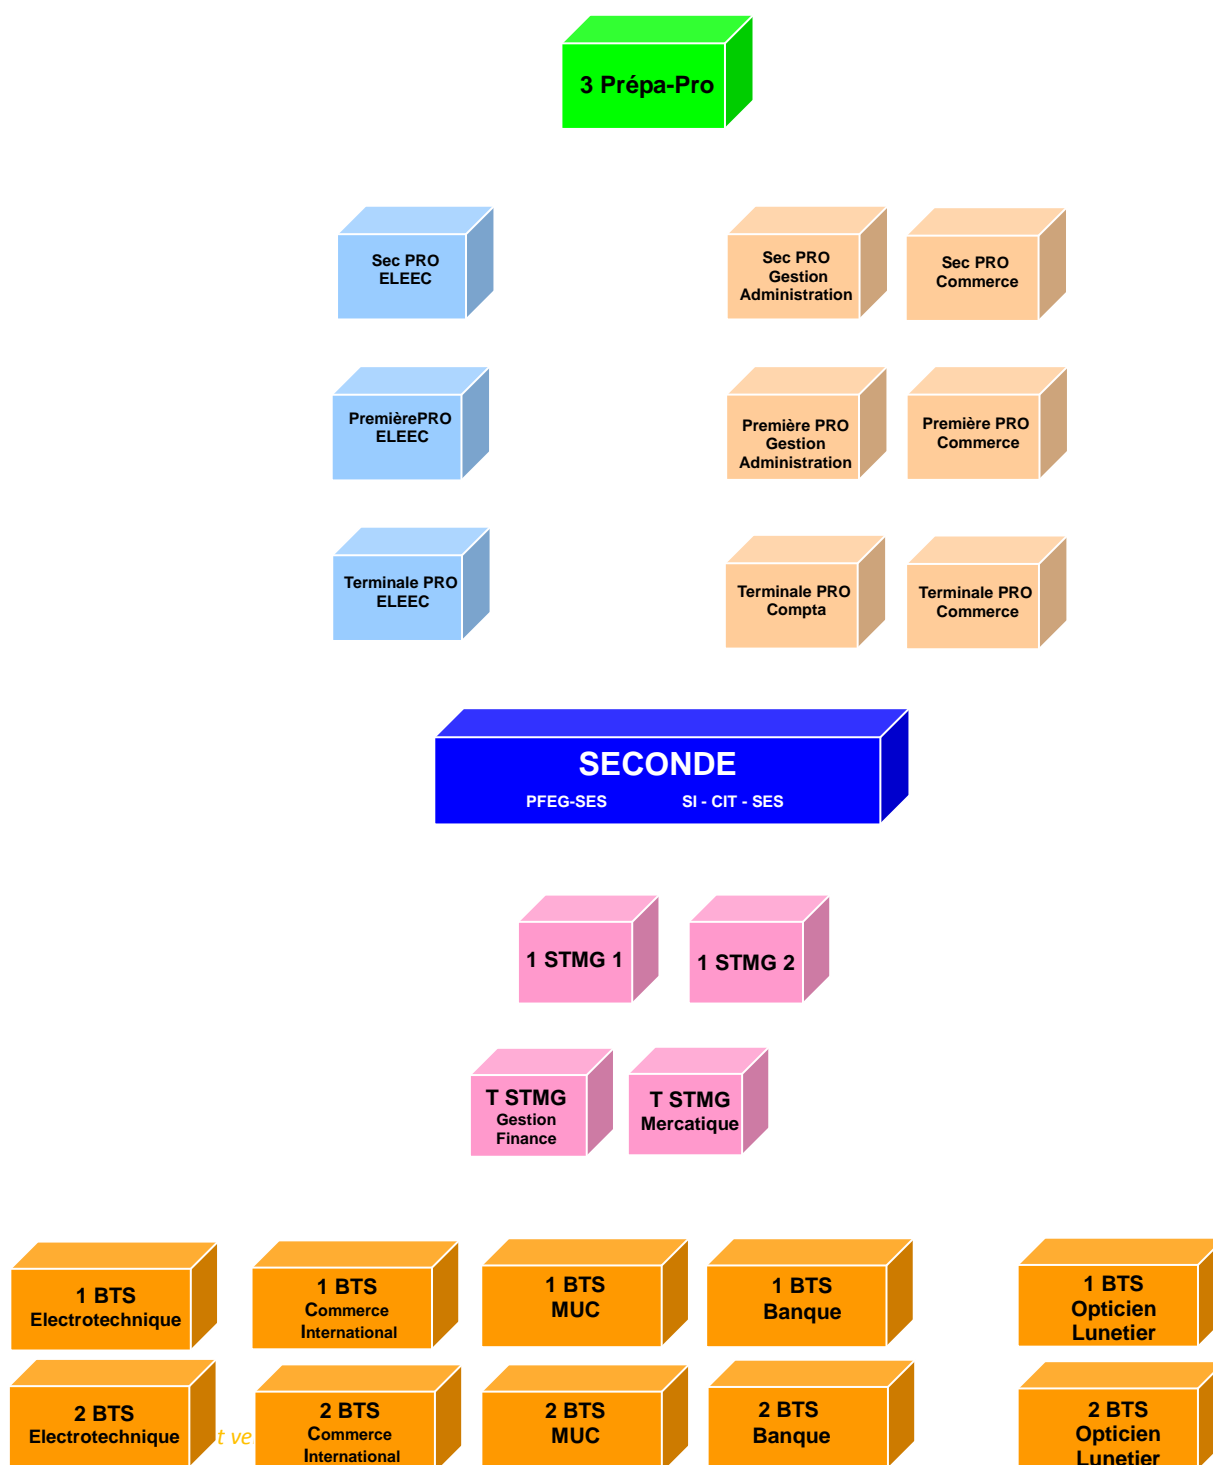 3 Prépa-Pro
Sec PRO
ELEEC
Sec PRO
Gestion
Administration
Sec PRO
Commerce
PremièrePRO
ELEEC
Première PRO
Gestion
Administration
Première PRO
Commerce
Terminale PRO
ELEEC
Terminale PRO
Compta
Terminale PRO
Commerce
SECONDE
PFEG-SES SI - CIT - SES
1 STMG 1
1 STMG 2
T STMG
Gestion
Finance
T STMG
Mercatique
1 BTS
Electrotechnique
1 BTS
Commerce
International
1 BTS
MUC
1 BTS
Banque
1 BTS
Opticien
Lunetier
2 BTS
Electrotechnique
2 BTS
Commerce
International
2 BTS
MUC
2 BTS
Banque
2 BTS
Opticien
Lunetier